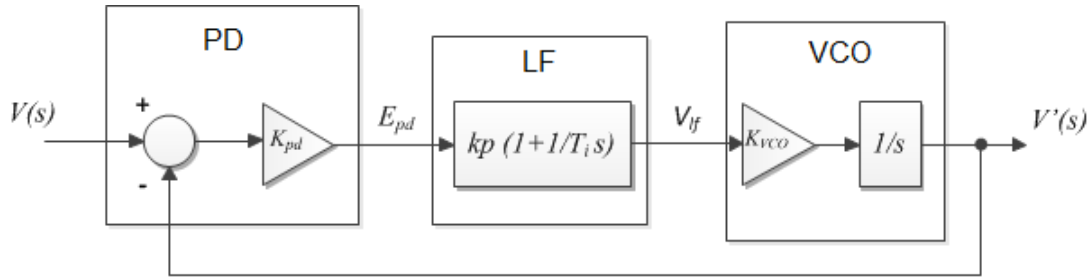 PD
LF
VCO
V(s)
+
-
K_pd
E_pd
kp (1+1/T_i s)
V_lf
K_VCO
1/s
V'(s)